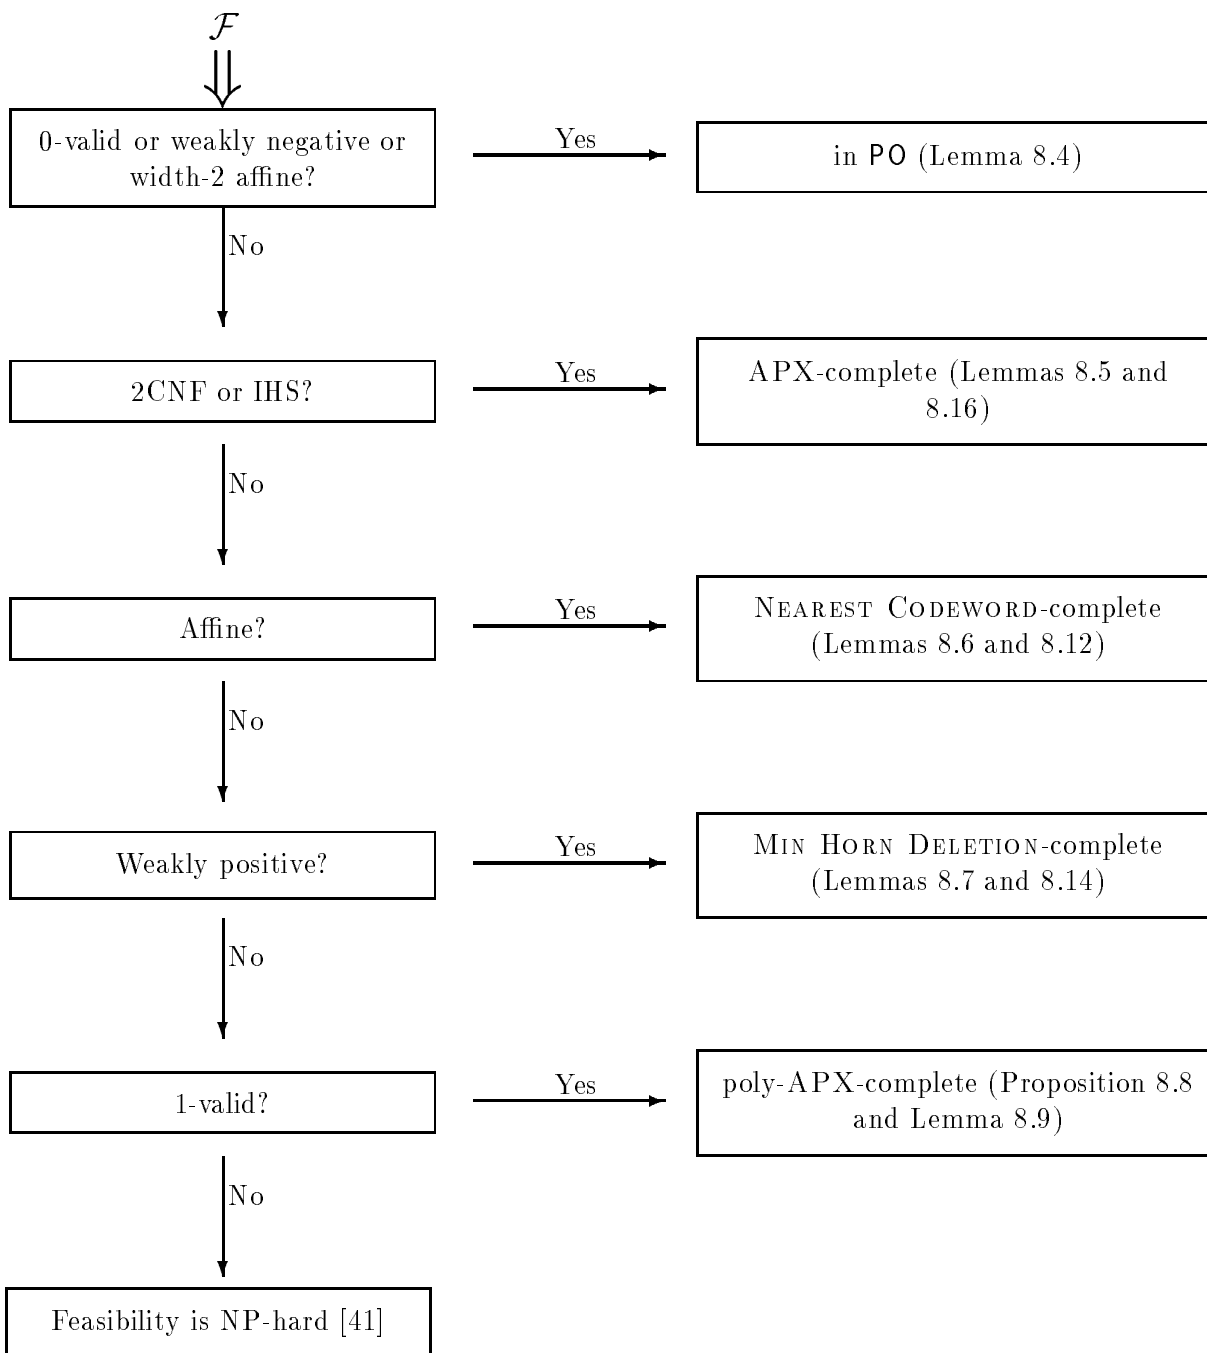 ℱ
0-valid or weakly negative or
width-2 affine?
Yes
in PO (Lemma 8.4)
No
2CNF or IHS?
Yes
APX-complete (Lemmas 8.5 and
8.16)
No
Affine?
Yes
NEAREST CODEWORD-complete
(Lemmas 8.6 and 8.12)
No
Weakly positive?
Yes
MIN HORN DELETION-complete
(Lemmas 8.7 and 8.14)
No
1-valid?
Yes
poly-APX-complete (Proposition 8.8
and Lemma 8.9)
No
Feasibility is NP-hard [41]